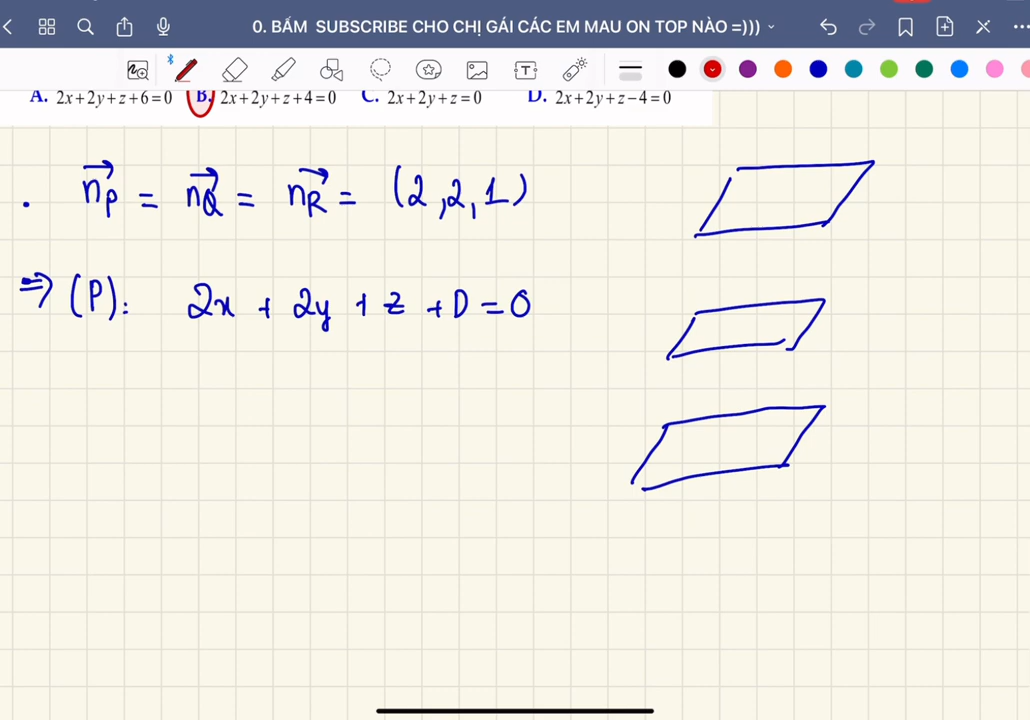 0. BẤM SUBSCRIBE CHO CHỊ GÁI CÁC EM MAU ON TOP NÀO =)))
A. 2x+2y+z+6=0 B. 2x+2y+z+4=0 C. 2x+2y+z=0 D. 2x+2y+z−4=0
. n⃗P = n⃗Q = n⃗R = (2,2,1)
=> (P): 2x + 2y + z + D = 0